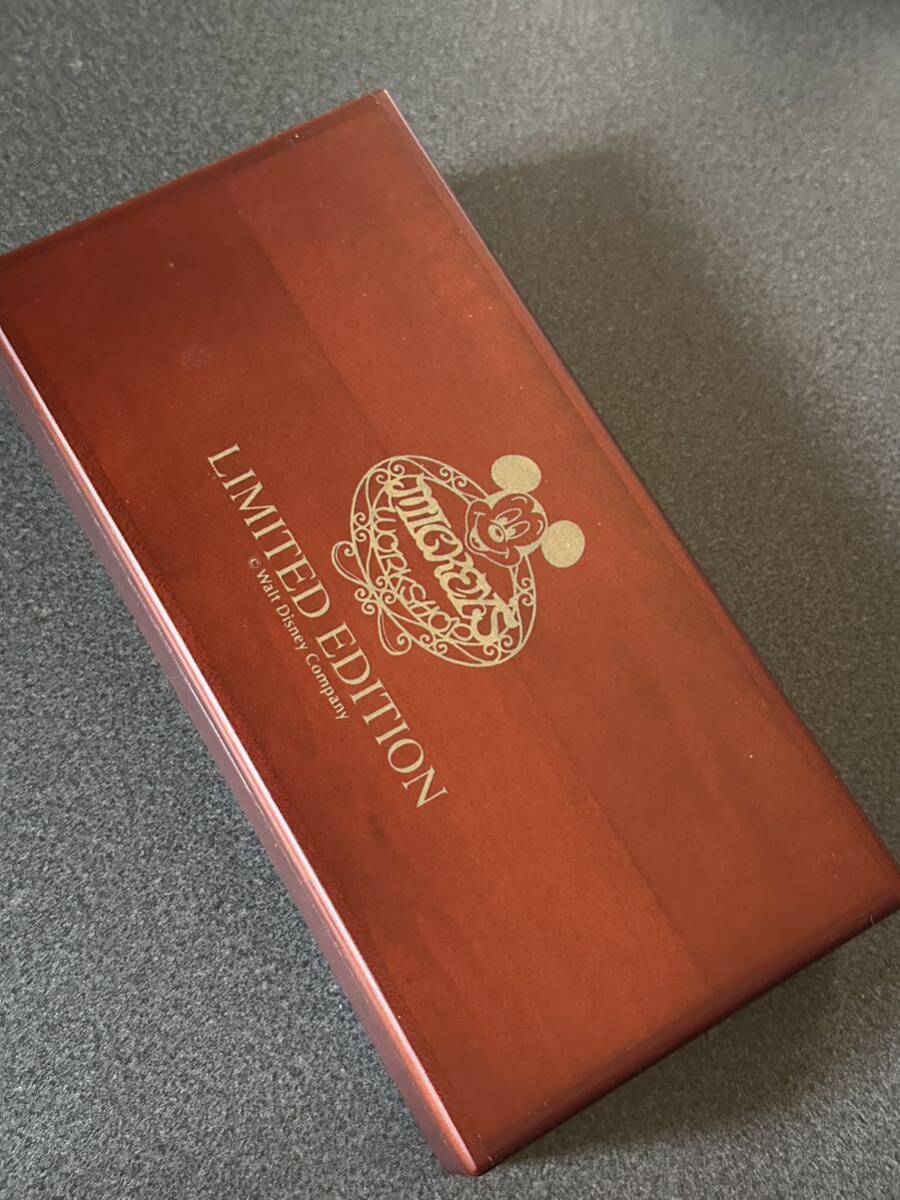 MICKEY'S
WORKSHOP
LIMITED EDITION
© Walt Disney Company